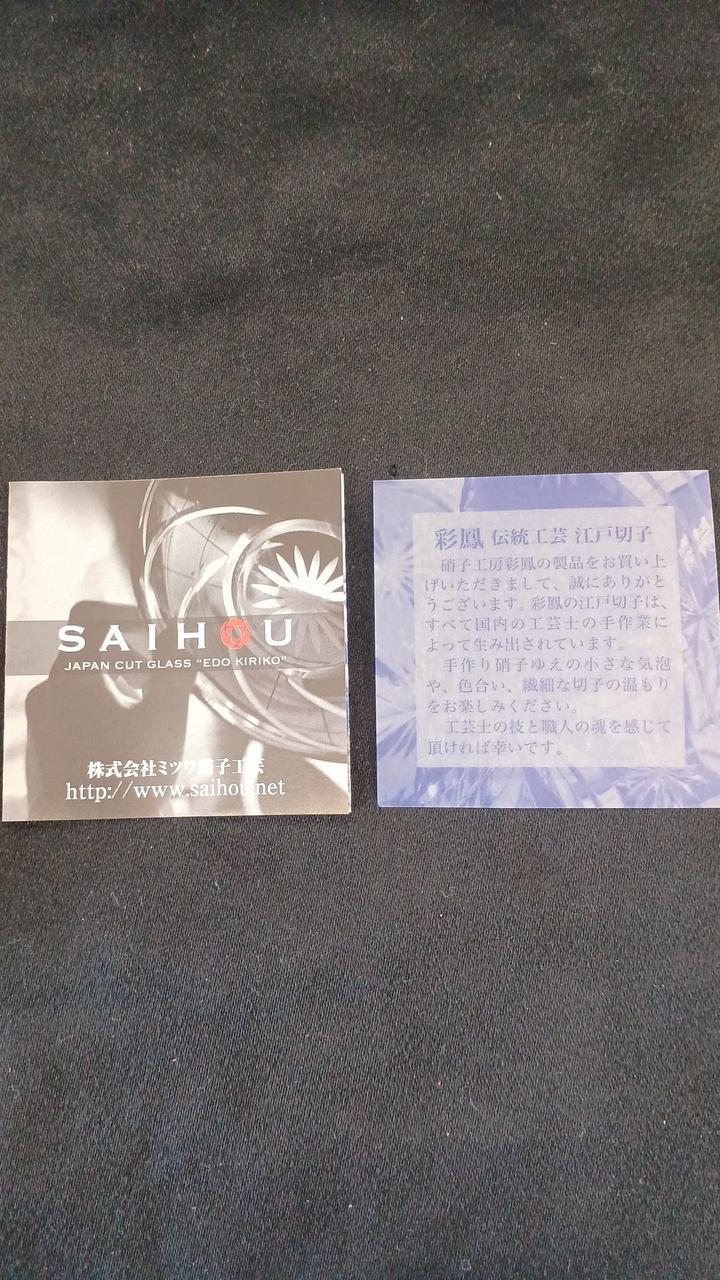 SAIHOU
JAPAN CUT GLASS "EDO KIRIKO"
株式会社ミツワ硝子工芸
http://www.saihou.net
彩鳳 伝統工芸 江戸切子
硝子工房彩鳳の製品をお買い上
げいただきまして、誠にありがと
うございます。彩鳳の江戸切子は、
すべて国内の工芸士の手作業に
よって生み出されています。
手作り硝子ゆえの小さな気泡
や、色合い、繊細な切子の温もり
をお楽しみください。
工芸士の技と職人の魂を感じて
頂ければ幸いです。